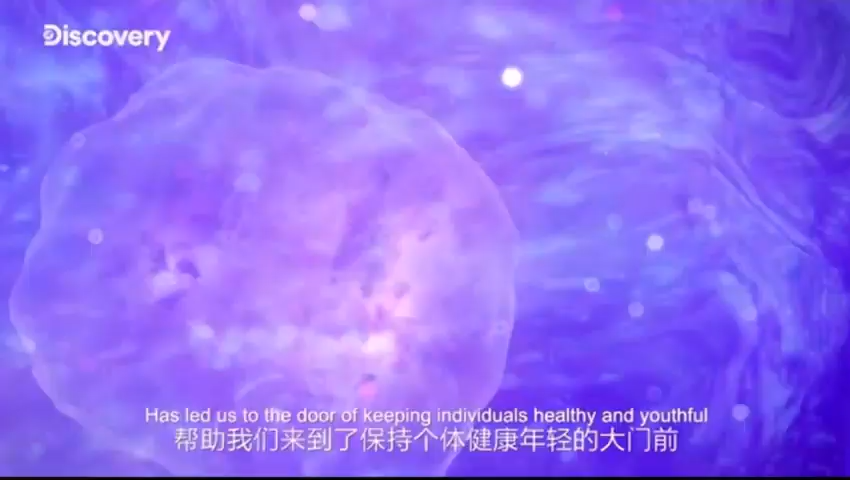 Discovery
Has led us to the door of keeping individuals healthy and youthful
帮助我们来到了保持个体健康年轻的大门前